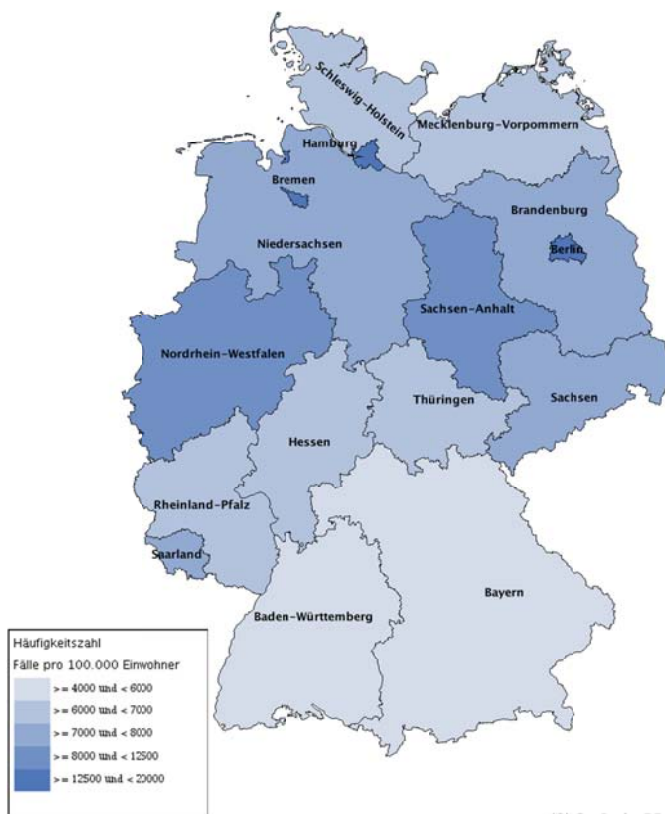 Schleswig-Holstein
Mecklenburg-Vorpommern
Hamburg
Bremen
Brandenburg
Berlin
Niedersachsen
Sachsen-Anhalt
Nordrhein-Westfalen
Thüringen
Sachsen
Hessen
Rheinland-Pfalz
Saarland
Bayern
Baden-Württemberg
Häufigkeitszahl
Fälle pro 100.000 Einwohner
>= 4000 und < 6000
>= 6000 und < 7000
>= 7000 und < 8000
>= 8000 und < 12500
>= 12500 und < 20000